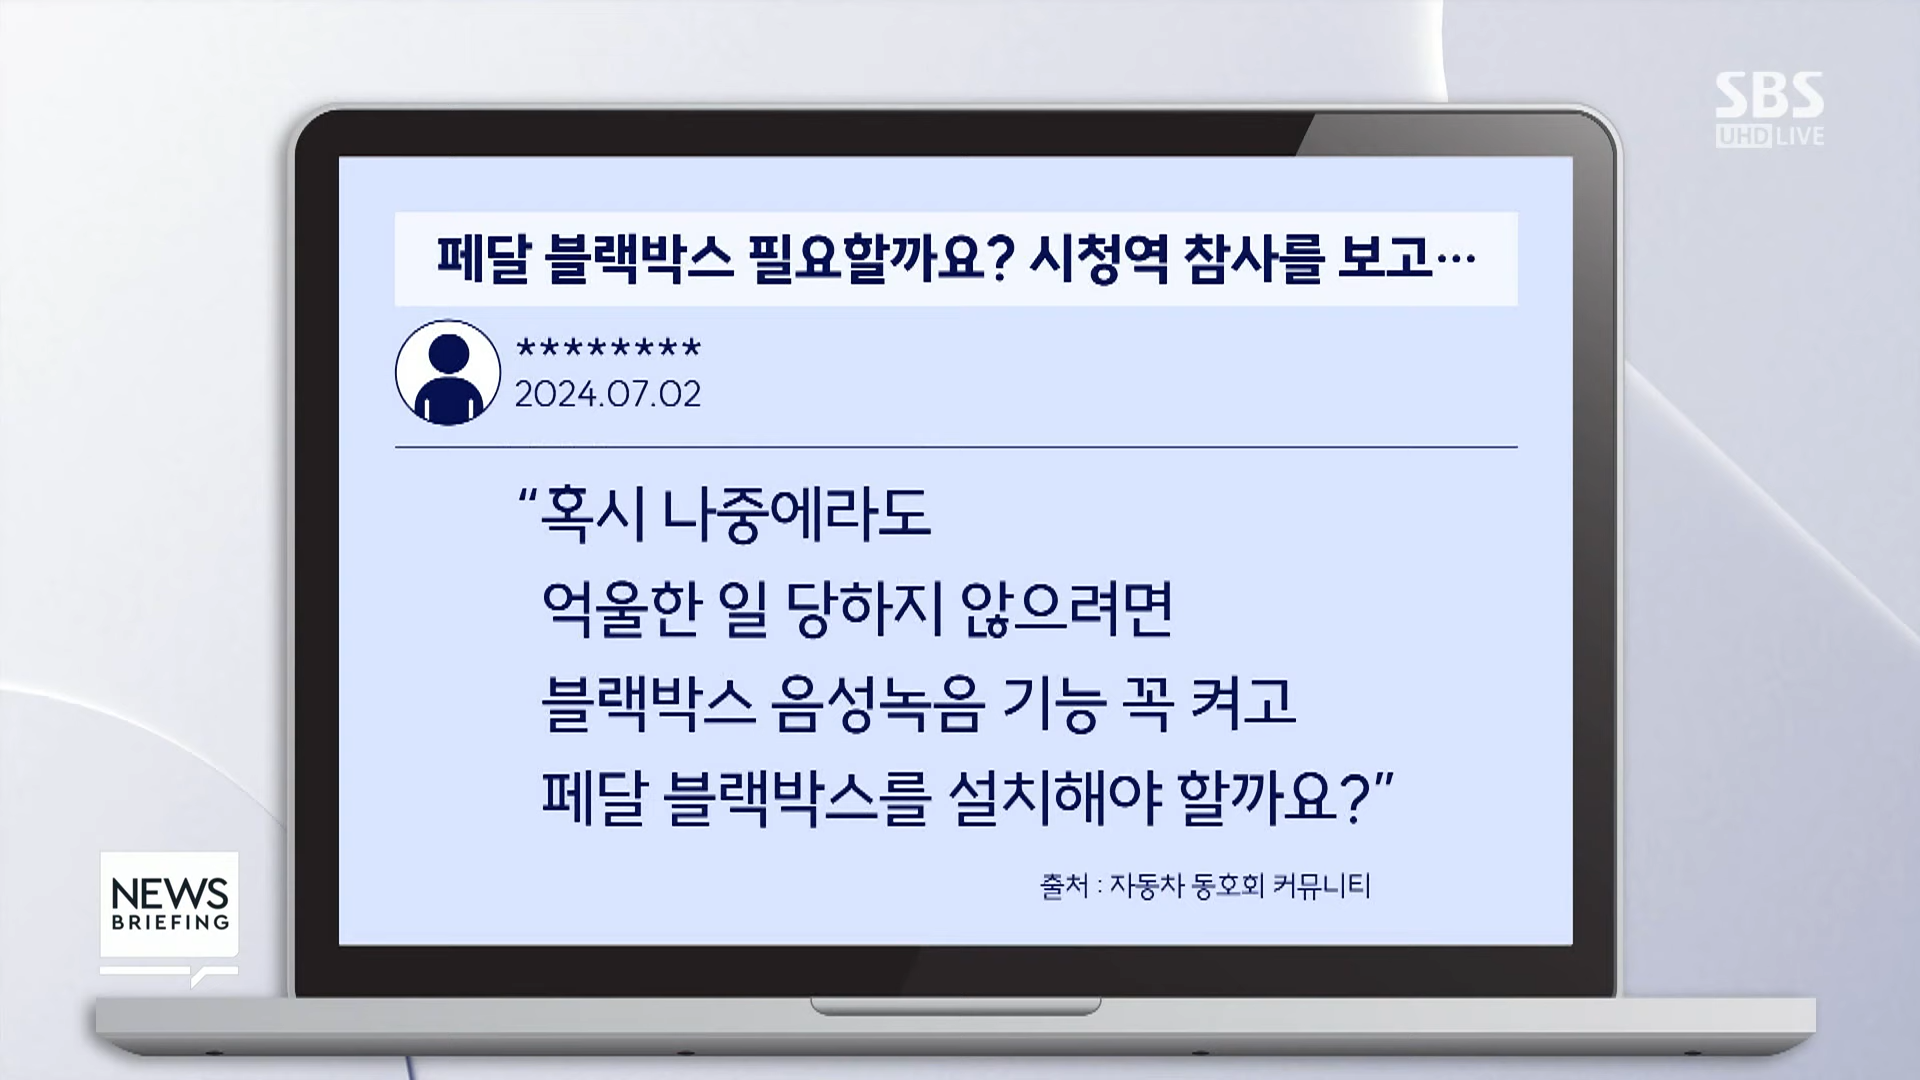 SBS
UHD LIVE
페달 블랙박스 필요할까요? 시청역 참사를 보고…
********
2024.07.02
“혹시 나중에라도
억울한 일 당하지 않으려면
블랙박스 음성녹음 기능 꼭 켜고
페달 블랙박스를 설치해야 할까요?”
출처 : 자동차 동호회 커뮤니티
NEWS
BRIEFING